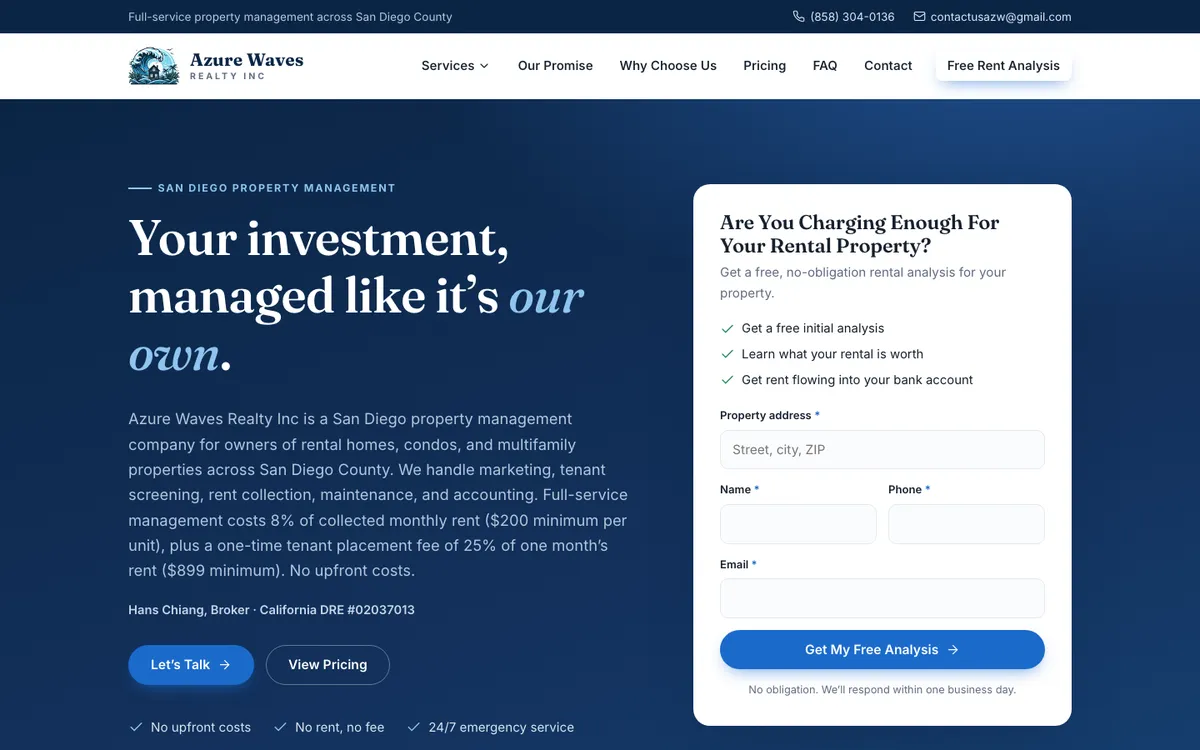 Full-service property management across San Diego County
(858) 304-0136
contactusazw@gmail.com
Azure Waves
REALTY INC
Services
Our Promise
Why Choose Us
Pricing
FAQ
Contact
Free Rent Analysis
SAN DIEGO PROPERTY MANAGEMENT
Your investment,
managed like it’s our
own.
Azure Waves Realty Inc is a San Diego property management
company for owners of rental homes, condos, and multifamily
properties across San Diego County. We handle marketing, tenant
screening, rent collection, maintenance, and accounting. Full-service
management costs 8% of collected monthly rent ($200 minimum per
unit), plus a one-time tenant placement fee of 25% of one month’s
rent ($899 minimum). No upfront costs.
Hans Chiang, Broker · California DRE #02037013
Let’s Talk →
View Pricing
No upfront costs
No rent, no fee
24/7 emergency service
Are You Charging Enough For
Your Rental Property?
Get a free, no-obligation rental analysis for your
property.
Get a free initial analysis
Learn what your rental is worth
Get rent flowing into your bank account
Property address *
Street, city, ZIP
Name *
Phone *
Email *
Get My Free Analysis →
No obligation. We’ll respond within one business day.